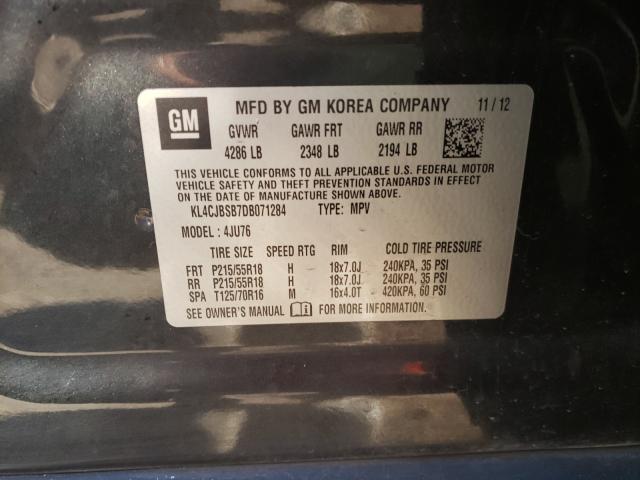 GM
MFD BY GM KOREA COMPANY 11 / 12
GVWR GAWR FRT GAWR RR
4286 LB 2348 LB 2194 LB
THIS VEHICLE CONFORMS TO ALL APPLICABLE U.S. FEDERAL MOTOR
VEHICLE SAFETY AND THEFT PREVENTION STANDARDS IN EFFECT
ON THE DATE OF MANUFACTURE SHOWN ABOVE.
KL4CJBSB7DB071284 TYPE: MPV
MODEL : 4JU76
TIRE SIZE SPEED RTG RIM COLD TIRE PRESSURE
FRT P215/55R18 H 18x7.0J 240KPA, 35 PSI
RR P215/55R18 H 18x7.0J 240KPA, 35 PSI
SPA T125/70R16 M 16x4.0T 420KPA, 60 PSI
SEE OWNER'S MANUAL FOR MORE INFORMATION.